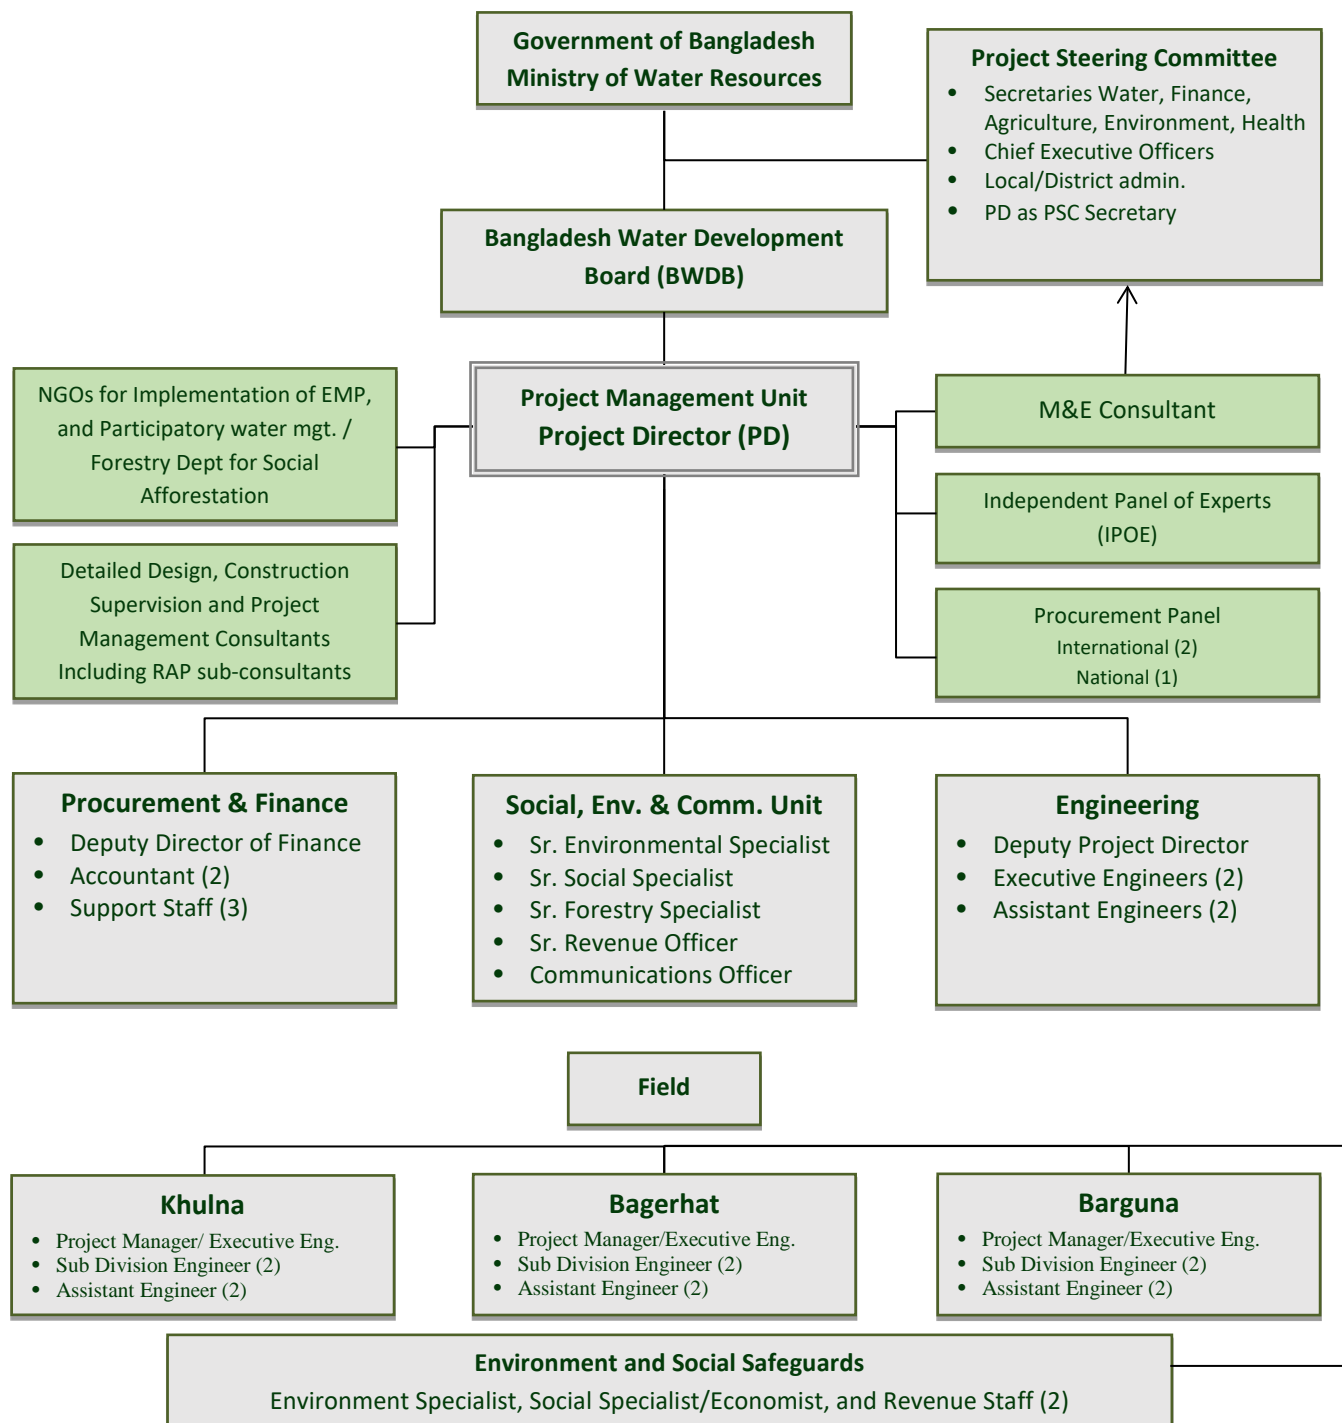 Government of Bangladesh
Ministry of Water Resources
Project Steering Committee
• Secretaries Water, Finance,
Agriculture, Environment, Health
• Chief Executive Officers
• Local/District admin.
• PD as PSC Secretary
Bangladesh Water Development
Board (BWDB)
NGOs for Implementation of EMP,
and Participatory water mgt. /
Forestry Dept for Social
Afforestation
Project Management Unit
Project Director (PD)
M&E Consultant
Independent Panel of Experts
(IPOE)
Detailed Design, Construction
Supervision and Project
Management Consultants
Including RAP sub-consultants
Procurement Panel
International (2)
National (1)
Procurement & Finance
• Deputy Director of Finance
• Accountant (2)
• Support Staff (3)
Social, Env. & Comm. Unit
• Sr. Environmental Specialist
• Sr. Social Specialist
• Sr. Forestry Specialist
• Sr. Revenue Officer
• Communications Officer
Engineering
• Deputy Project Director
• Executive Engineers (2)
• Assistant Engineers (2)
Field
Khulna
• Project Manager/ Executive Eng.
• Sub Division Engineer (2)
• Assistant Engineer (2)
Bagerhat
• Project Manager/Executive Eng.
• Sub Division Engineer (2)
• Assistant Engineer (2)
Barguna
• Project Manager/Executive Eng.
• Sub Division Engineer (2)
• Assistant Engineer (2)
Environment and Social Safeguards
Environment Specialist, Social Specialist/Economist, and Revenue Staff (2)